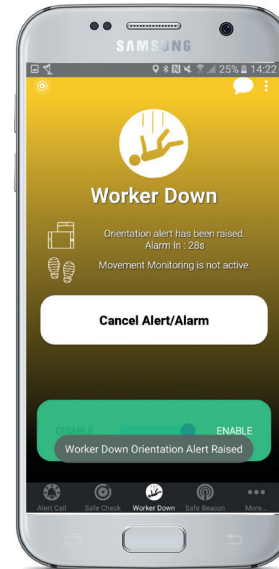 SAMSUNG
25% 14:22
Worker Down
Orientation alert has been raised.
Alarm In : 28s
Movement Monitoring is not active.
Cancel Alert/Alarm
DISABLE ENABLE
Worker Down Orientation Alert Raised
Alert Call Safe Check Worker Down Safe Beacon More...